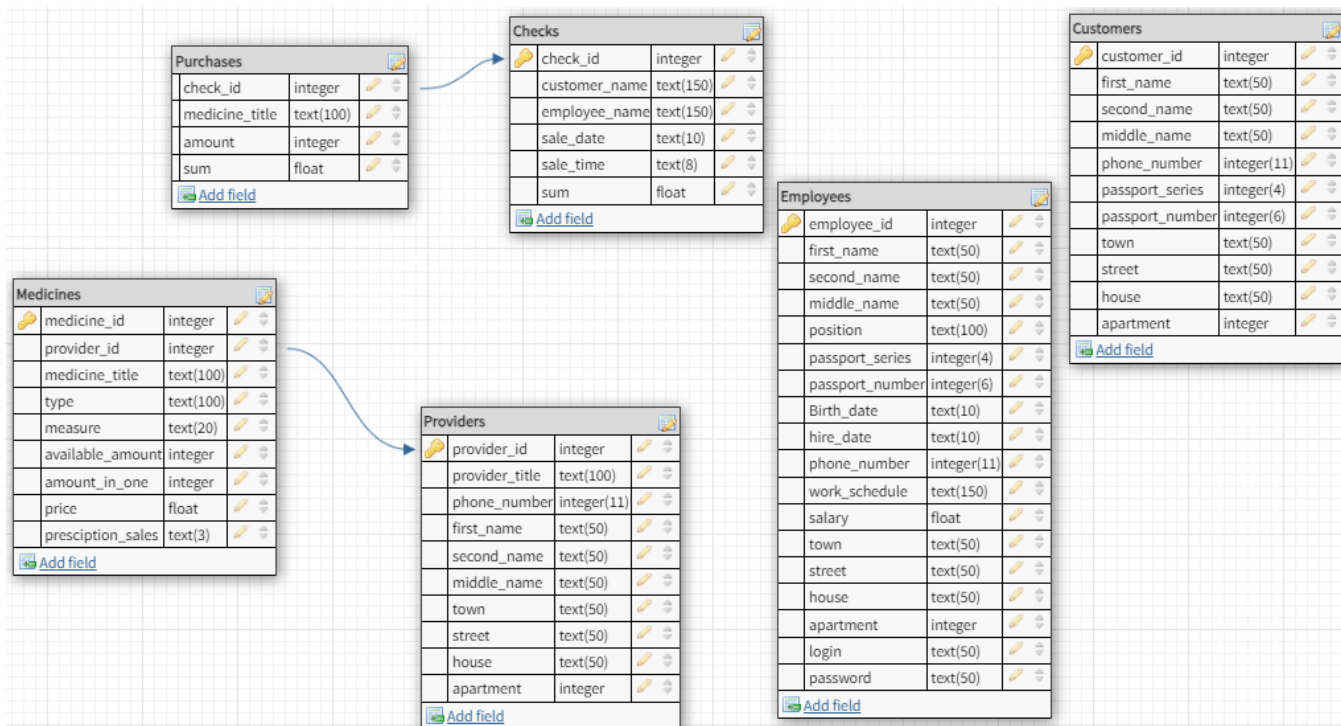 Purchases
check_id integer
medicine_title text(100)
amount integer
sum float
Add field
Checks
check_id integer
customer_name text(150)
employee_name text(150)
sale_date text(10)
sale_time text(8)
sum float
Add field
Customers
customer_id integer
first_name text(50)
second_name text(50)
middle_name text(50)
phone_number integer(11)
passport_series integer(4)
passport_number integer(6)
town text(50)
street text(50)
house text(50)
apartment integer
Add field
Employees
employee_id integer
first_name text(50)
second_name text(50)
middle_name text(50)
position text(100)
passport_series integer(4)
passport_number integer(6)
Birth_date text(10)
hire_date text(10)
phone_number integer(11)
work_schedule text(150)
salary float
town text(50)
street text(50)
house text(50)
apartment integer
login text(50)
password text(50)
Add field
Medicines
medicine_id integer
provider_id integer
medicine_title text(100)
type text(100)
measure text(20)
available_amount integer
amount_in_one integer
price float
presciption_sales text(3)
Add field
Providers
provider_id integer
provider_title text(100)
phone_number integer(11)
first_name text(50)
second_name text(50)
middle_name text(50)
town text(50)
street text(50)
house text(50)
apartment integer
Add field